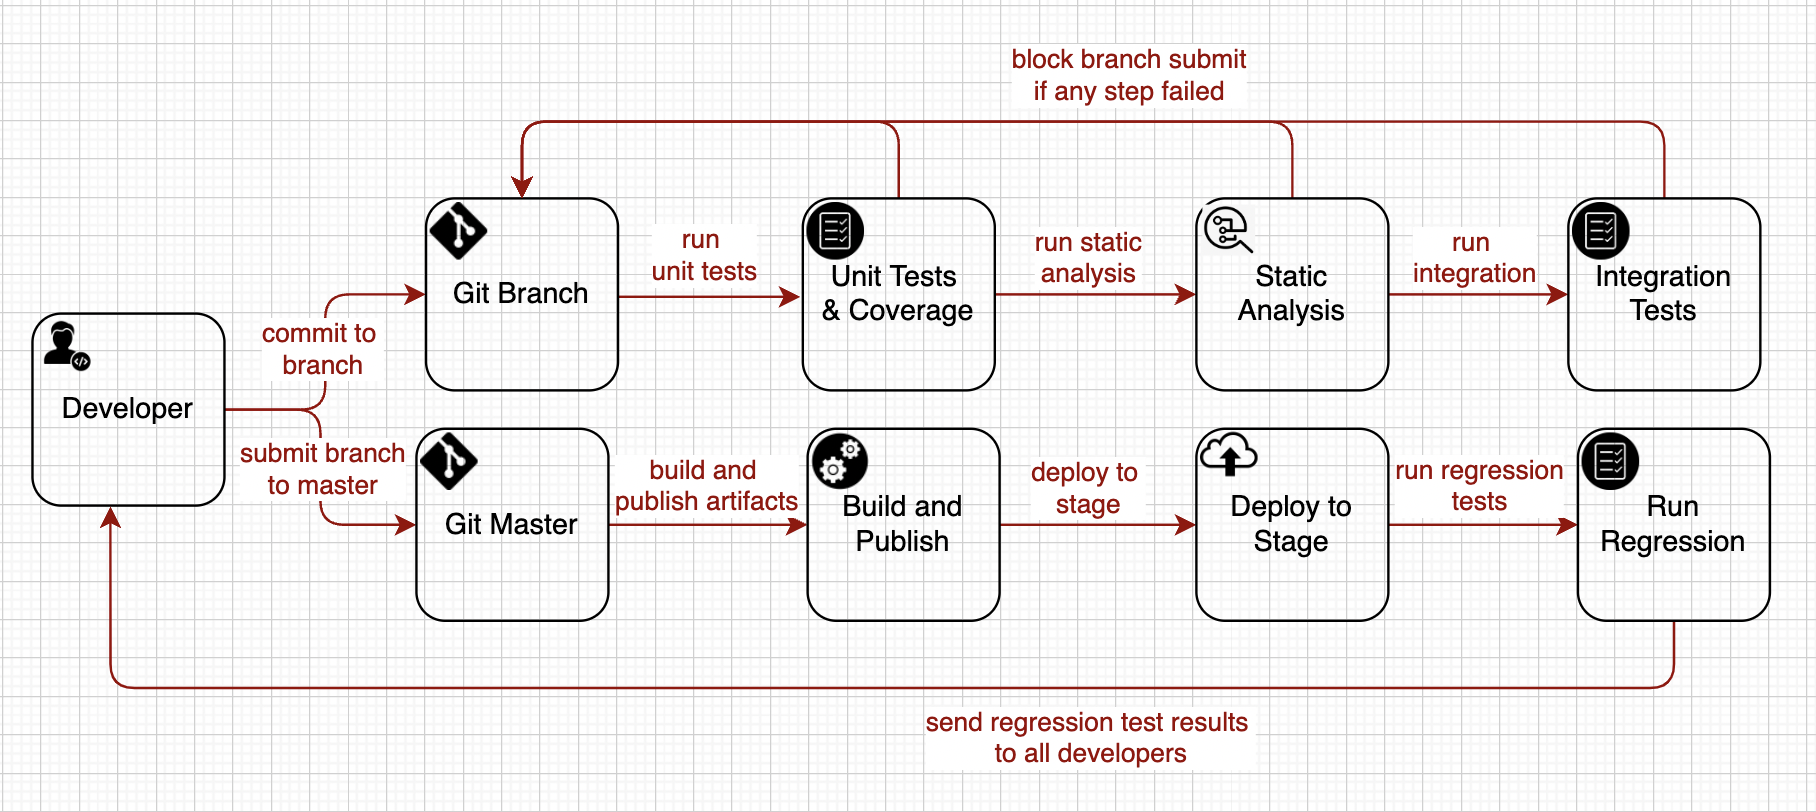 block branch submit
if any step failed
Git Branch
run
unit tests
Unit Tests
& Coverage
run static
analysis
Static
Analysis
run
integration
Integration
Tests
commit to
branch
Developer
submit branch
to master
Git Master
build and
publish artifacts
Build and
Publish
deploy to
stage
Deploy to
Stage
run regression
tests
Run
Regression
send regression test results
to all developers